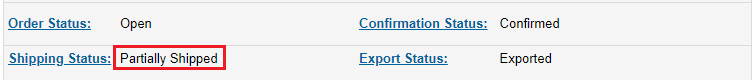 Order Status: Open Confirmation Status: Confirmed
Shipping Status: Partially Shipped Export Status: Exported